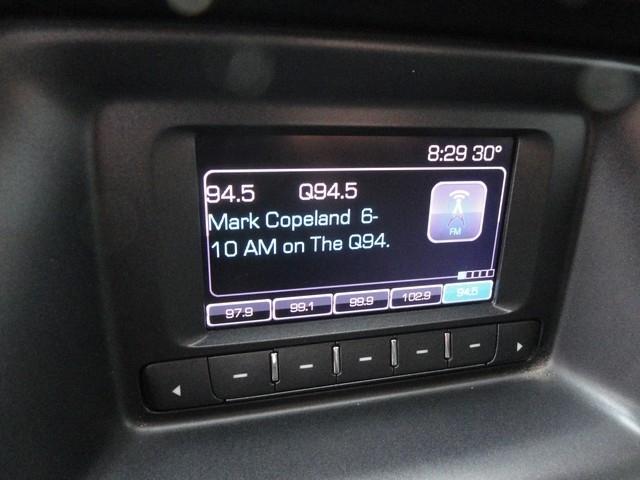 8:29 30°
94.5 Q94.5
Mark Copeland 6-
10 AM on The Q94.
FM
97.9 99.1 99.9 102.9 94.5